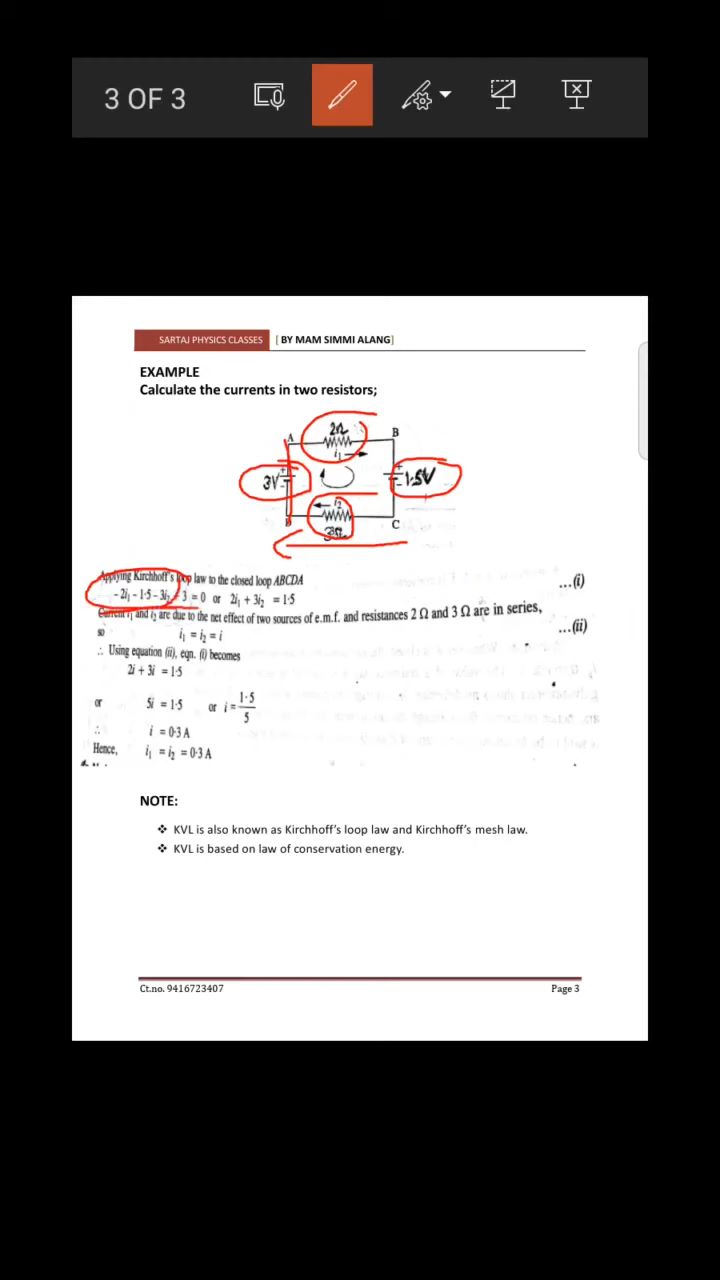 3 OF 3
SARTAJ PHYSICS CLASSES [ BY MAM SIMMI ALANG]
EXAMPLE
Calculate the currents in two resistors;
2Ω
A B
i₁
3V 1.5V
i₂
D C
3Ω
Applying Kirchhoff's loop law to the closed loop ABCDA
- 2i₁ - 1·5 - 3i₂ + 3 = 0 or 2i₁ + 3i₂ = 1·5 ...(i)
Current i₁ and i₂ are due to the net effect of two sources of e.m.f. and resistances 2 Ω and 3 Ω are in series,
so i₁ = i₂ = i ...(ii)
∴ Using equation (ii), eqn. (i) becomes
2i + 3i = 1·5
or 5i = 1·5 or i = 1·5/5
∴ i = 0·3 A
Hence, i₁ = i₂ = 0·3 A
NOTE:
❖ KVL is also known as Kirchhoff's loop law and Kirchhoff's mesh law.
❖ KVL is based on law of conservation energy.
Ct.no. 9416723407 Page 3